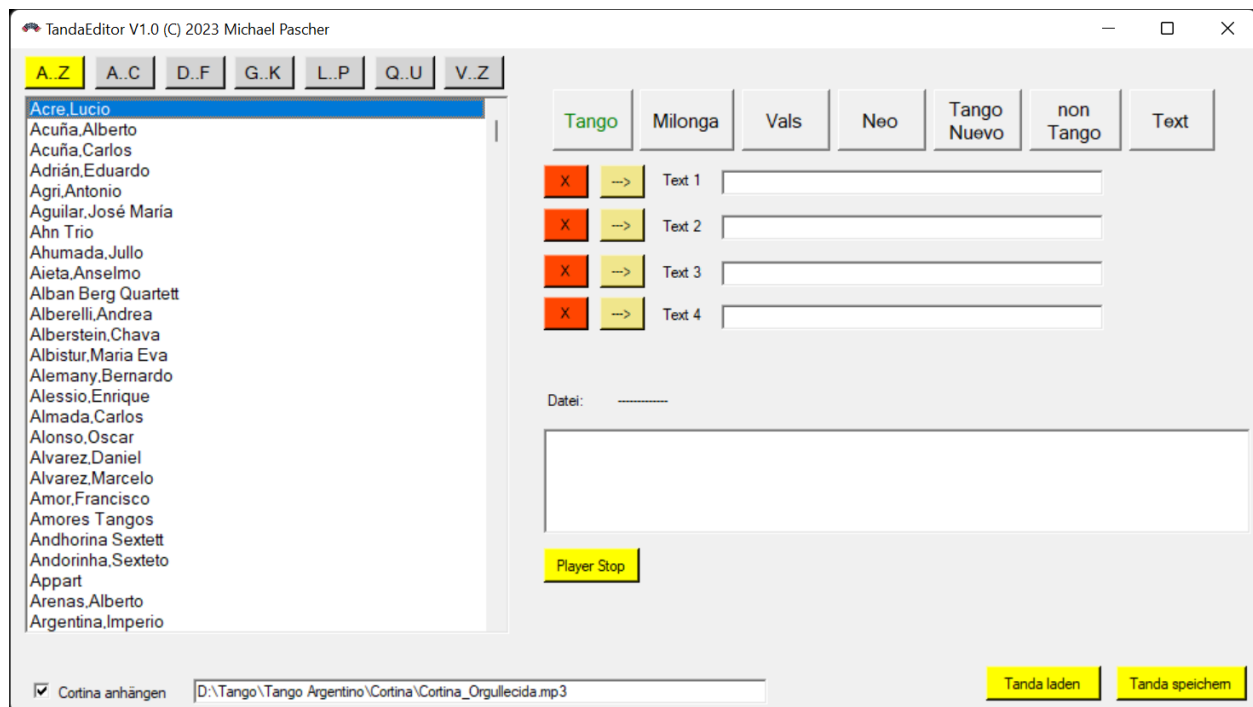 TandaEditor V1.0 (C) 2023 Michael Pascher
A..Z A..C D..F G..K L..P Q..U V..Z
Acre,Lucio
Acuña,Alberto
Acuña,Carlos
Adrián,Eduardo
Agri,Antonio
Aguilar,José María
Ahn Trio
Ahumada,Jullo
Aieta,Anselmo
Alban Berg Quartett
Alberelli,Andrea
Alberstein,Chava
Albistur,Maria Eva
Alemany,Bernardo
Alessio,Enrique
Almada,Carlos
Alonso,Oscar
Alvarez,Daniel
Alvarez,Marcelo
Amor,Francisco
Amores Tangos
Andhorina Sextett
Andorinha,Sexteto
Appart
Arenas,Alberto
Argentina,Imperio
Tango Milonga Vals Neo Tango Nuevo non Tango Text
X ---> Text 1
X ---> Text 2
X ---> Text 3
X ---> Text 4
Datei: -------------
Player Stop
Cortina anhängen D:\Tango\Tango Argentino\Cortina\Cortina_Orgullecida.mp3
Tanda laden Tanda speichern